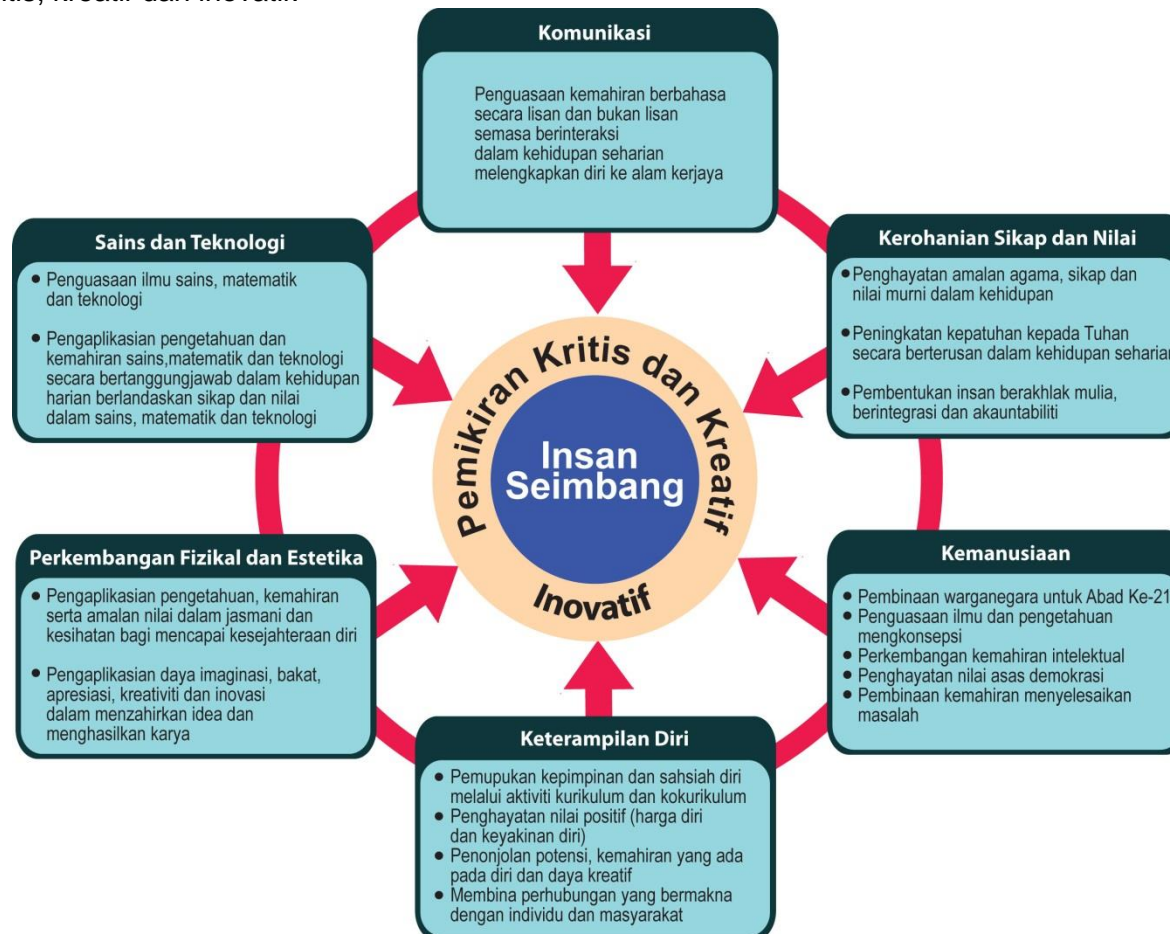 kreatif dan inovatif
Komunikasi
Penguasaan kemahiran berbahasa
secara lisan dan bukan lisan
semasa berinteraksi
dalam kehidupan seharian
melengkapkan diri ke alam kerjaya
Sains dan Teknologi
● Penguasaan ilmu sains, matematik
dan teknologi
● Pengaplikasian pengetahuan dan
kemahiran sains,matematik dan teknologi
secara bertanggungjawab dalam kehidupan
harian berlandaskan sikap dan nilai
dalam sains, matematik dan teknologi
Kerohanian Sikap dan Nilai
● Penghayatan amalan agama, sikap dan
nilai murni dalam kehidupan
● Peningkatan kepatuhan kepada Tuhan
secara berterusan dalam kehidupan seharian
● Pembentukan insan berakhlak mulia,
berintegrasi dan akauntabiliti
Pemikiran Kritis dan Kreatif
Insan
Seimbang
Inovatif
Perkembangan Fizikal dan Estetika
● Pengaplikasian pengetahuan, kemahiran
serta amalan nilai dalam jasmani dan
kesihatan bagi mencapai kesejahteraan diri
● Pengaplikasian daya imaginasi, bakat,
apresiasi, kreativiti dan inovasi
dalam menzahirkan idea dan
menghasilkan karya
Kemanusiaan
● Pembinaan warganegara untuk Abad Ke-21
● Penguasaan ilmu dan pengetahuan
mengkonsepsi
● Perkembangan kemahiran intelektual
● Penghayatan nilai asas demokrasi
● Pembinaan kemahiran menyelesaikan
masalah
Keterampilan Diri
● Pemupukan kepimpinan dan sahsiah diri
melalui aktiviti kurikulum dan kokurikulum
● Penghayatan nilai positif (harga diri
dan keyakinan diri)
● Penonjolan potensi, kemahiran yang ada
pada diri dan daya kreatif
● Membina perhubungan yang bermakna
dengan individu dan masyarakat